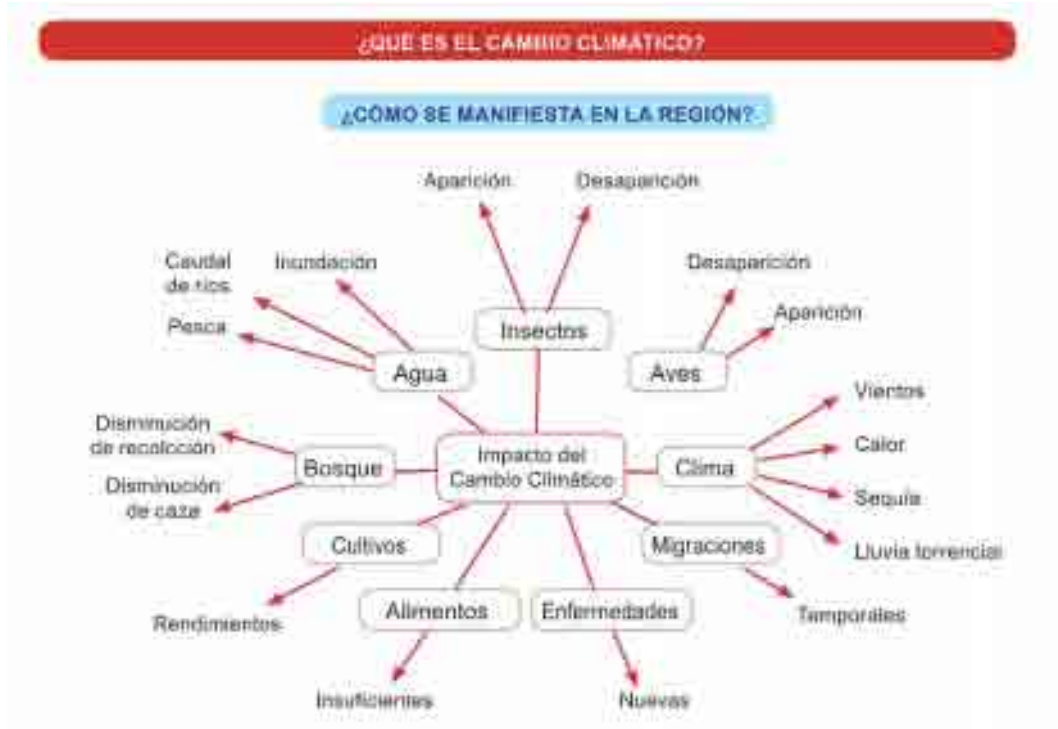 ¿QUÉ ES EL CAMBIO CLIMÁTICO?
¿CÓMO SE MANIFIESTA EN LA REGIÓN?
Aparición
Desaparición
Caudal
de ríos
Inundación
Desaparición
Pesca
Aparición
Insectos
Agua
Aves
Vientos
Disminución
de recolección
Impacto del
Cambio Climático
Bosque
Clima
Calor
Disminución
de caza
Sequía
Cultivos
Migraciones
Lluvia torrencial
Rendimientos
Alimentos
Enfermedades
Temporales
Insuficientes
Nuevas